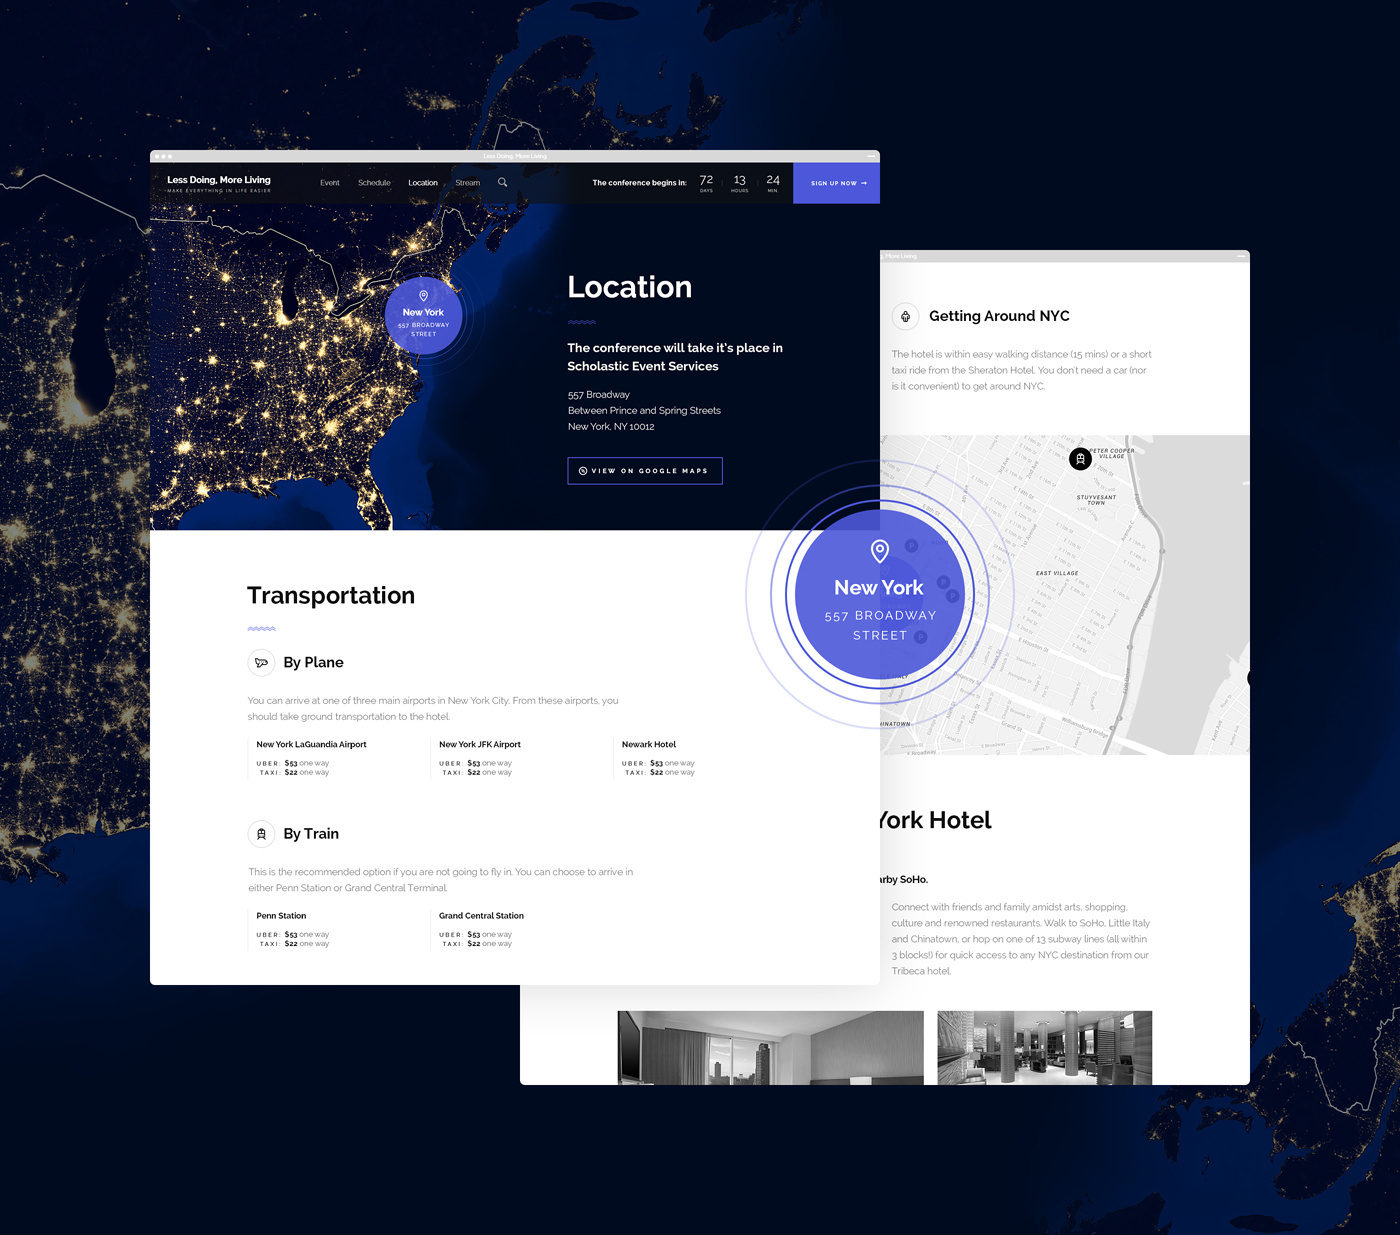 Less Doing, More Living
Less Doing, More Living
MAKE EVERYTHING IN LIFE EASIER
Event
Schedule
Location
Stream
The conference begins in:
72
DAYS
13
HOURS
24
MIN.
SIGN UP NOW →
New York
557 BROADWAY
STREET
Location
The conference will take it's place in
Scholastic Event Services
557 Broadway
Between Prince and Spring Streets
New York, NY 10012
VIEW ON GOOGLE MAPS
Transportation
By Plane
You can arrive at one of three main airports in New York City. From these airports, you
should take ground transportation to the hotel.
New York LaGuandia Airport
UBER: $53 one way
TAXI: $22 one way
New York JFK Airport
UBER: $53 one way
TAXI: $22 one way
Newark Hotel
UBER: $53 one way
TAXI: $22 one way
By Train
This is the recommended option if you are not going to fly in. You can choose to arrive in
either Penn Station or Grand Central Terminal.
Penn Station
UBER: $53 one way
TAXI: $22 one way
Grand Central Station
UBER: $53 one way
TAXI: $22 one way
New York
557 BROADWAY
STREET
More Living
Getting Around NYC
The hotel is within easy walking distance (15 mins) or a short
taxi ride from the Sheraton Hotel. You don't need a car (nor
is it convenient) to get around NYC.
PETER COOPER
VILLAGE
STUYVESANT
TOWN
EAST VILLAGE
E Houston St
Williamsburg Bridge
HINATOWN
York Hotel
arby SoHo.
Connect with friends and family amidst arts, shopping,
culture and renowned restaurants. Walk to SoHo, Little Italy
and Chinatown, or hop on one of 13 subway lines (all within
3 blocks!) for quick access to any NYC destination from our
Tribeca hotel.